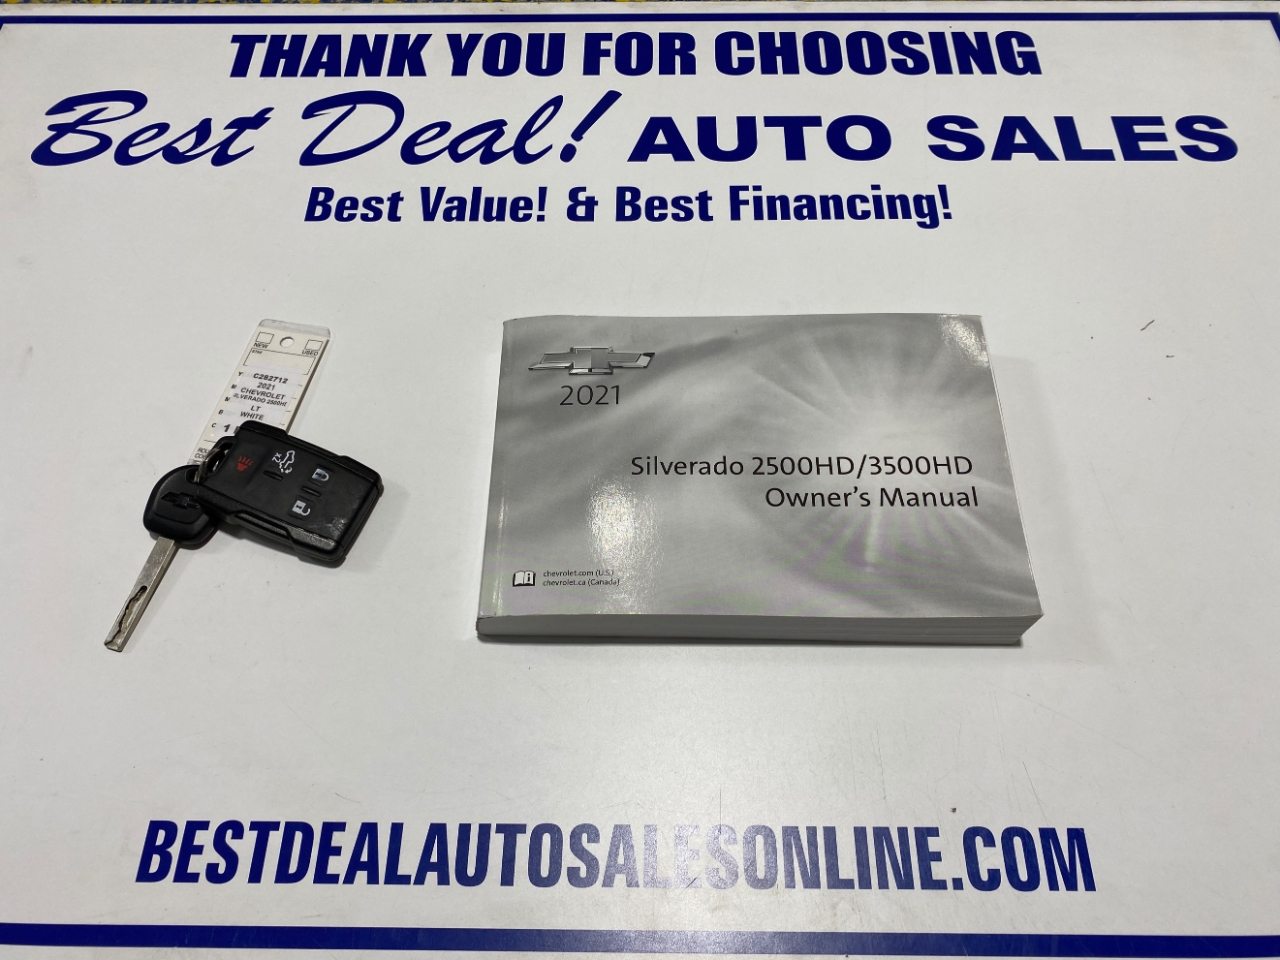 THANK YOU FOR CHOOSING
Best Deal! AUTO SALES
Best Value! & Best Financing!
NEW USED
Y C282712
2021
M CHEVROLET
M SILVERADO 2500HD
LT
B WHITE
C 1
2021
Silverado 2500HD/3500HD
Owner's Manual
chevrolet.com (U.S.)
chevrolet.ca (Canada)
BESTDEALAUTOSALESONLINE.COM